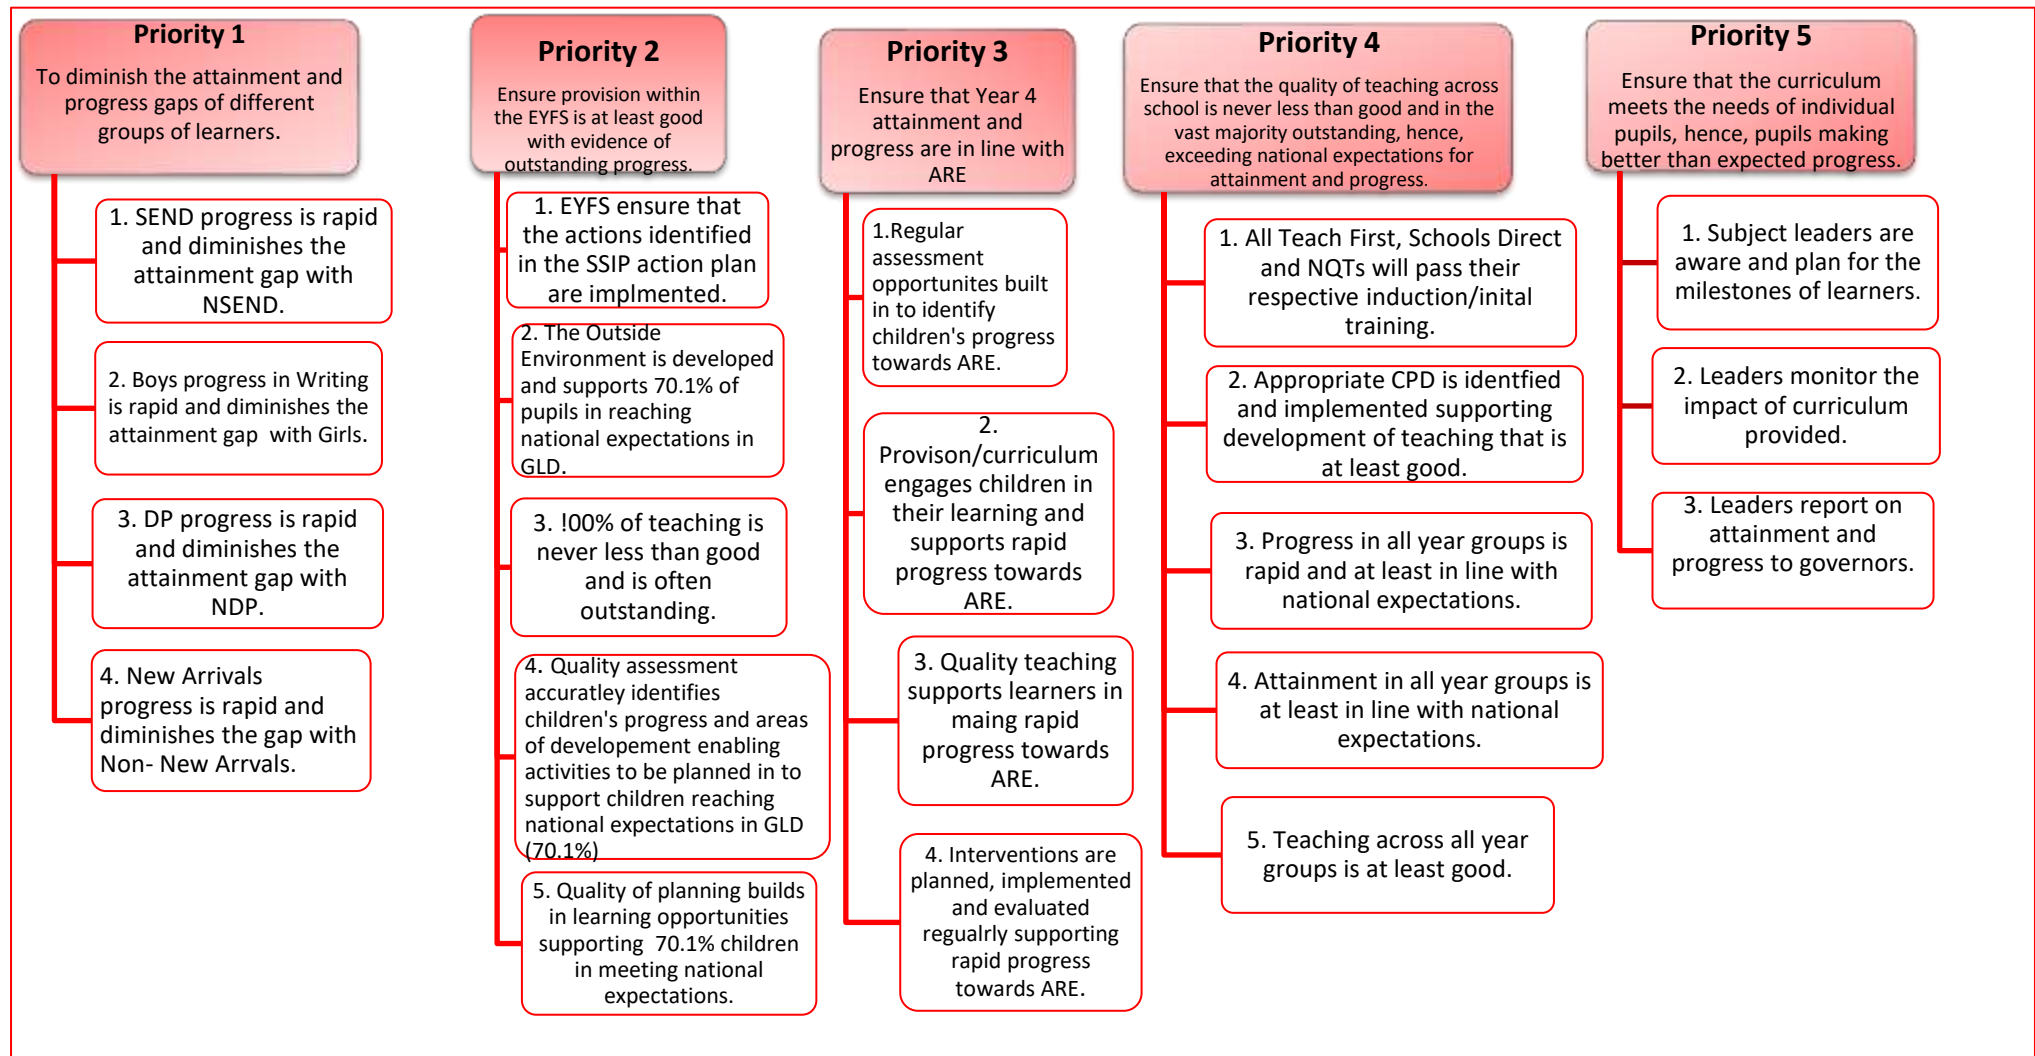 Priority 1
To diminish the attainment and
progress gaps of different
groups of learners.
1. SEND progress is rapid
and diminishes the
attainment gap with
NSEND.
2. Boys progress in Writing
is rapid and diminishes the
attainment gap  with Girls.
3. DP progress is rapid
and diminishes the
attainment gap with
NDP.
4. New Arrivals
progress is rapid and
diminishes the gap with
Non- New Arrvals.
Priority 2
Ensure provision within
the EYFS is at least good
with evidence of
outstanding progress.
1. EYFS ensure that
the actions identified
in the SSIP action plan
are implmented.
2. The Outside
Environment is developed
and supports 70.1% of
pupils in reaching
national expectations in
GLD.
3. !00% of teaching is
never less than good
and is often
outstanding.
4. Quality assessment
accuratley identifies
children's progress and areas
of developement enabling
activities to be planned in to
support children reaching
national expectations in GLD
(70.1%)
5. Quality of planning builds
in learning opportunities
supporting  70.1% children
in meeting national
expectations.
Priority 3
Ensure that Year 4
attainment and
progress are in line with
ARE
1.Regular
assessment
opportunites built
in to identify
children's progress
towards ARE.
2.
Provison/curriculum
engages children in
their learning and
supports rapid
progress towards
ARE.
3. Quality teaching
supports learners in
maing rapid
progress towards
ARE.
4. Interventions are
planned, implemented
and evaluated
regualrly supporting
rapid progress
towards ARE.
Priority 4
Ensure that the quality of teaching across
school is never less than good and in the
vast majority outstanding, hence,
exceeding national expectations for
attainment and progress.
1. All Teach First, Schools Direct
and NQTs will pass their
respective induction/inital
training.
2. Appropriate CPD is identfied
and implemented supporting
development of teaching that is
at least good.
3. Progress in all year groups is
rapid and at least in line with
national expectations.
4. Attainment in all year groups is
at least in line with national
expectations.
5. Teaching across all year
groups is at least good.
Priority 5
Ensure that the curriculum
meets the needs of individual
pupils, hence, pupils making
better than expected progress.
1. Subject leaders are
aware and plan for the
milestones of learners.
2. Leaders monitor the
impact of curriculum
provided.
3. Leaders report on
attainment and
progress to governors.